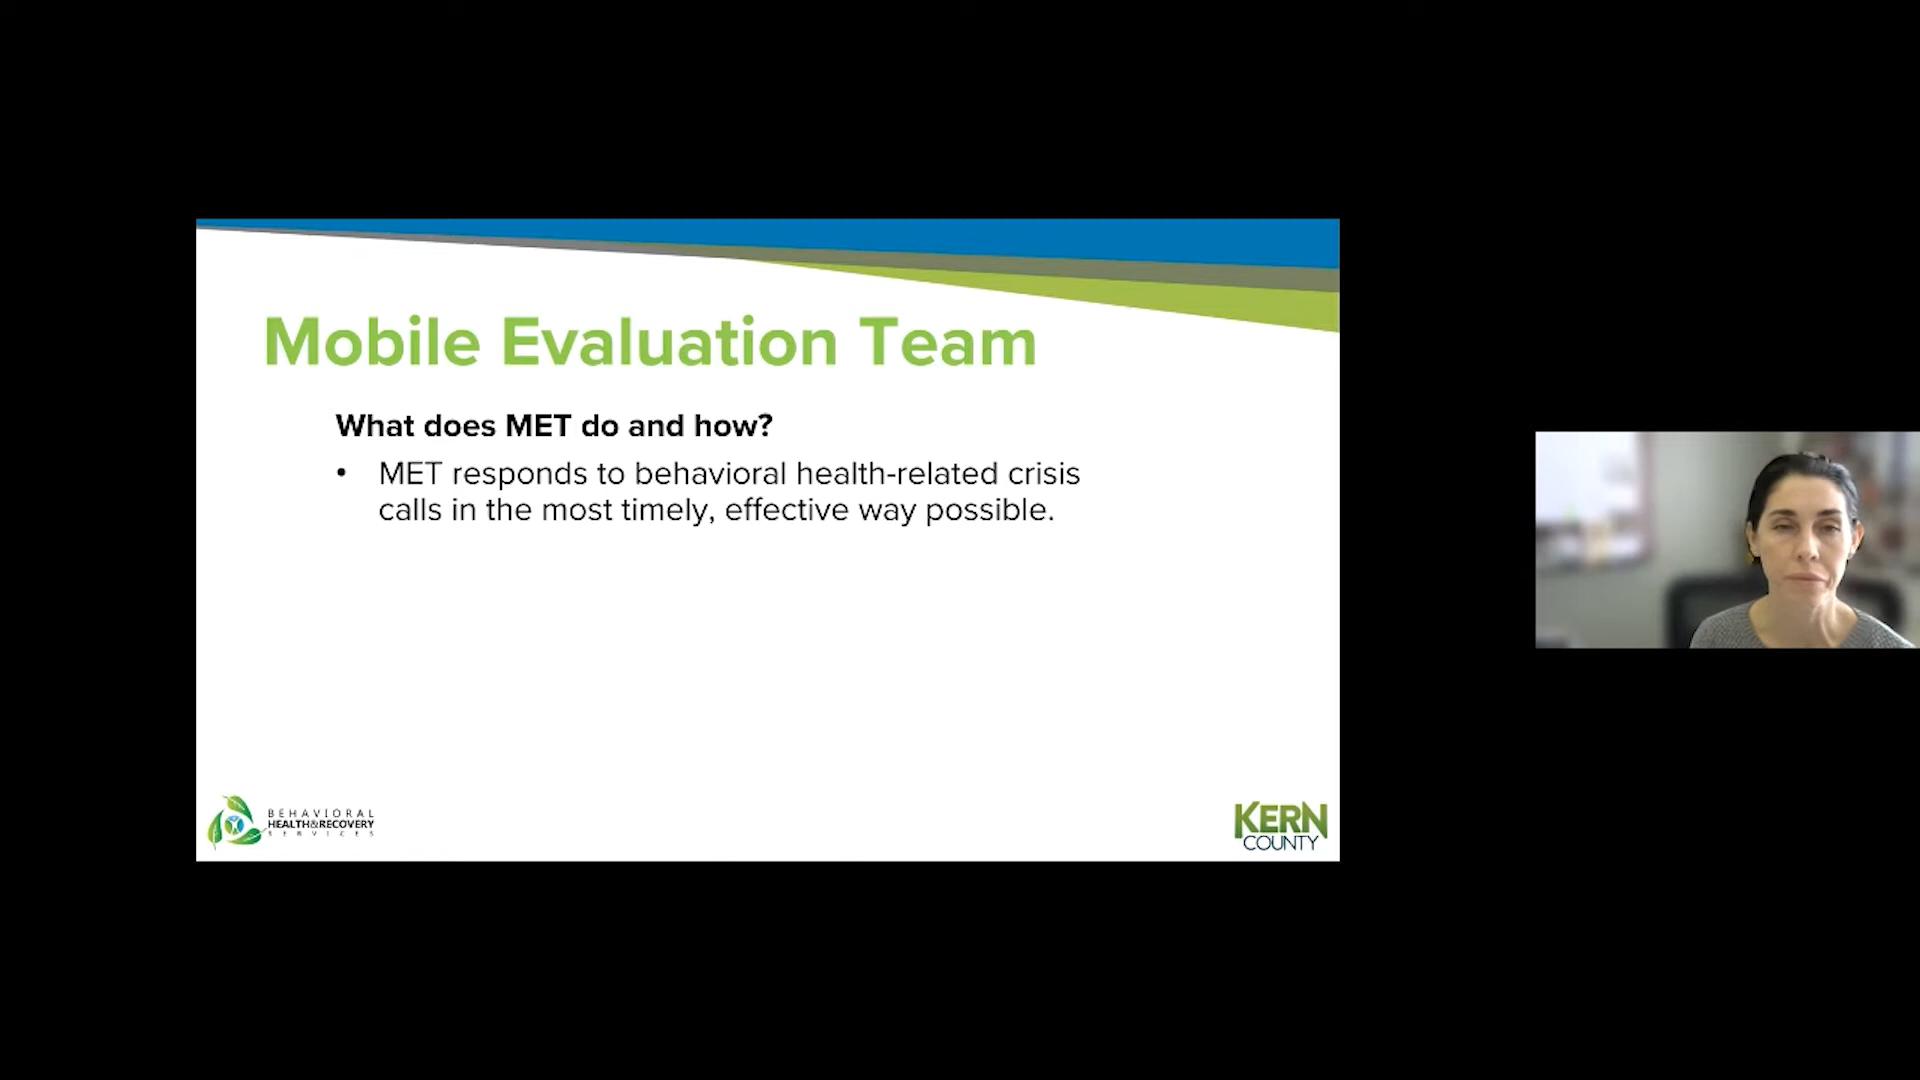 Mobile Evaluation Team
What does MET do and how?
• MET responds to behavioral health-related crisis
calls in the most timely, effective way possible.
BEHAVIORAL
HEALTH&RECOVERY
SERVICES
KERN
COUNTY